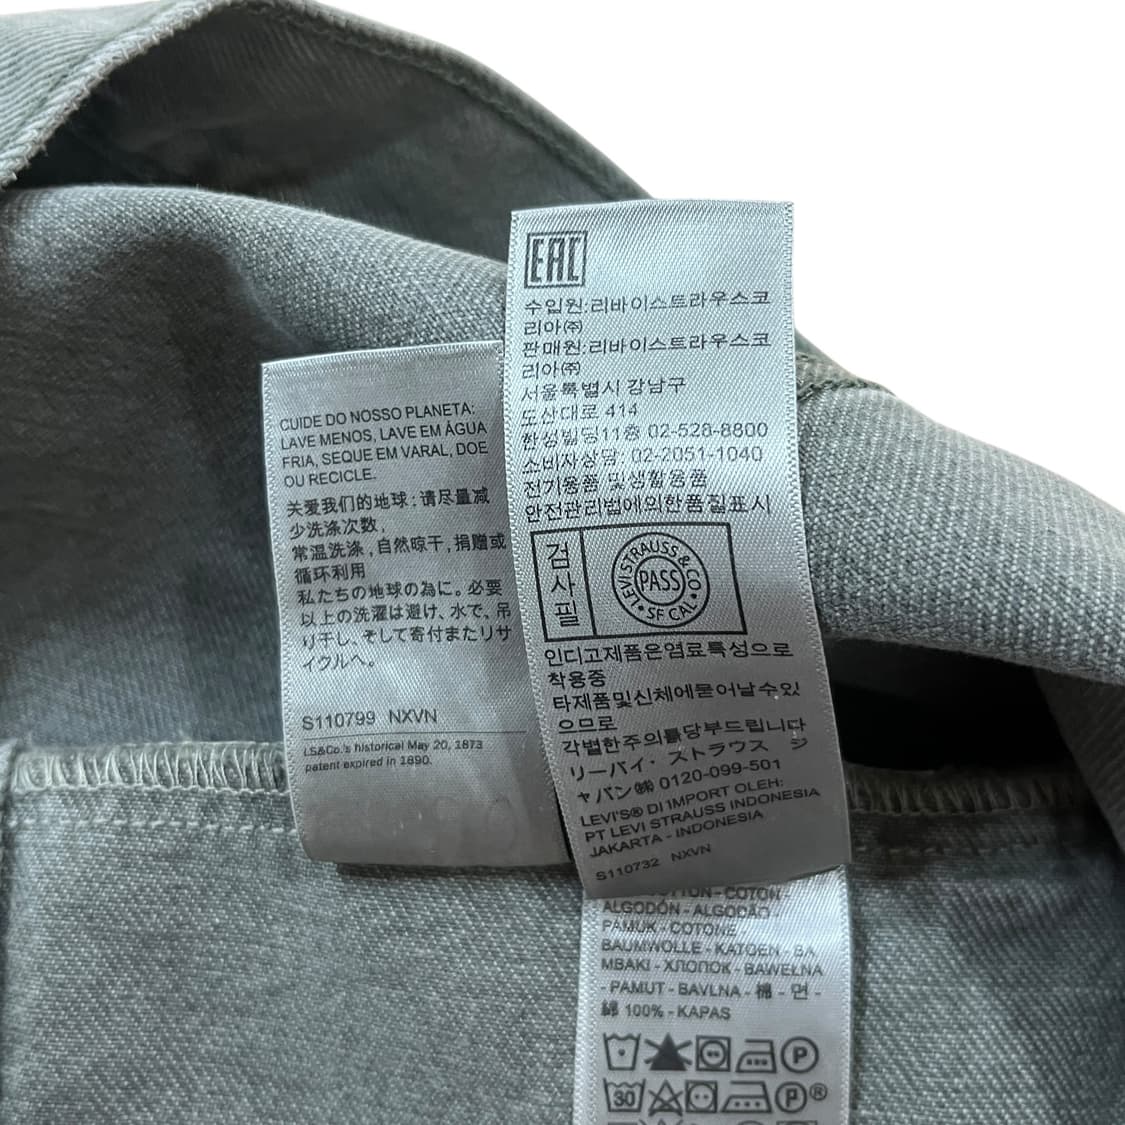 CUIDE DO NOSSO PLANETA:
LAVE MENOS, LAVE EM ÁGUA
FRIA, SEQUE EM VARAL, DOE
OU RECICLE.
关爱我们的地球:请尽量减
少洗涤次数,
常温洗涤,自然晾干,捐赠或
循环利用
私たちの地球の為に。必要
以上の洗濯は避け、水で、吊
り干し、そして寄付またリサ
イクルへ。
S110799 NXVN
LS&Co.'s historical May 20, 1873
patent expired in 1890.
EAC
수입원:리바이스트라우스코
리아㈜
판매원:리바이스트라우스코
리아㈜
서울특별시 강남구
도산대로 414
한성빌딩11층 02-528-8800
소비자상담 02-2051-1040
전기용품 및생활용품
안전관리법에의한품질표시
검사필
LEVI STRAUSS & CO
PASS
SF CAL
인디고제품은염료특성으로
착용중
타제품및신체에묻어날수있
으므로
각별한주의를당부드립니다
リーバイ・ストラウス ジ
ャパン㈱ 0120-099-501
LEVI'S® DI IMPORT OLEH:
PT LEVI STRAUSS INDONESIA
JAKARTA - INDONESIA
S110732 NXVN
COTTON - COTON -
ALGODÓN - ALGODÃO -
PAMUK - COTONE -
BAUMWOLLE - KATOEN - BA
MBAKI - ХЛОПОК - BAWEŁNA
- PAMUT - BAVLNA - 棉 - 면 -
綿 100% - KAPAS
P
30 P®